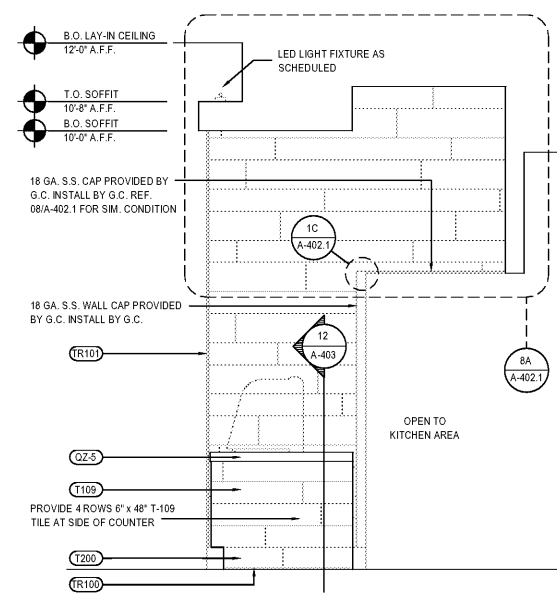 B.O. LAY-IN CEILING
12'-0" A.F.F.
LED LIGHT FIXTURE AS
SCHEDULED
T.O. SOFFIT
10'-8" A.F.F.
B.O. SOFFIT
10'-0" A.F.F.
18 GA. S.S. CAP PROVIDED BY
G.C. INSTALL BY G.C. REF.
08/A-402.1 FOR SIM. CONDITION
1C
A-402.1
18 GA. S.S. WALL CAP PROVIDED
BY G.C. INSTALL BY G.C.
12
A-403
TR101
8A
A-402.1
OPEN TO
KITCHEN AREA
QZ-5
T109
PROVIDE 4 ROWS 6" x 48" T-109
TILE AT SIDE OF COUNTER
T200
TR100